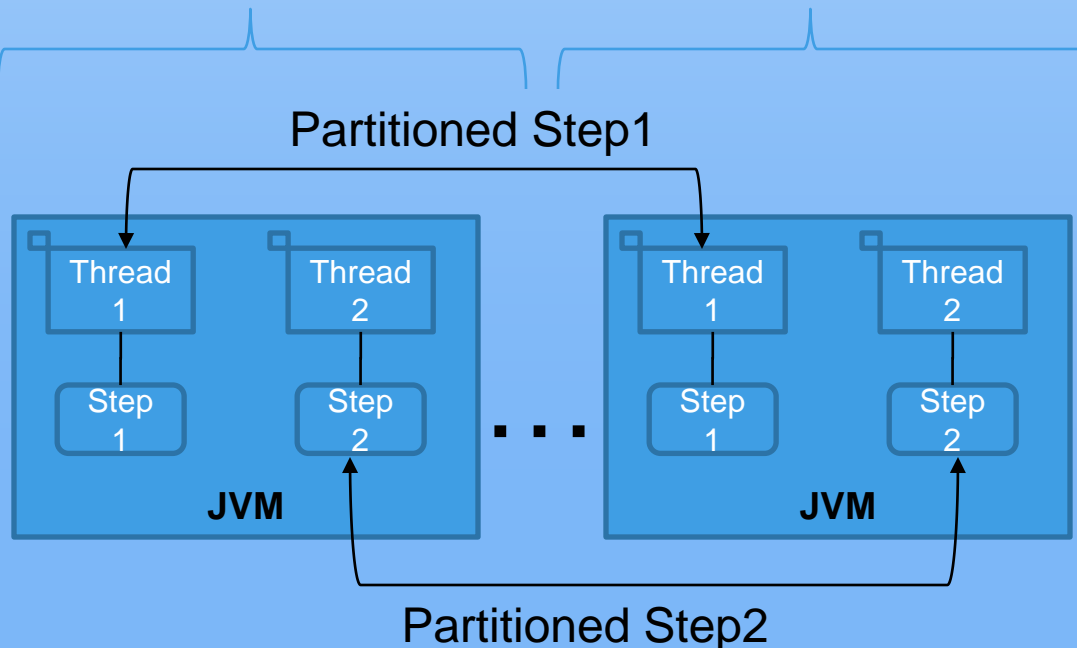 Partitioned Step1
Thread
1
Thread
2
Thread
1
Thread
2
Step
1
Step
2
. . .
Step
1
Step
2
JVM
JVM
Partitioned Step2